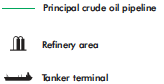 Principal crude oil pipeline
Refinery area
Tanker terminal